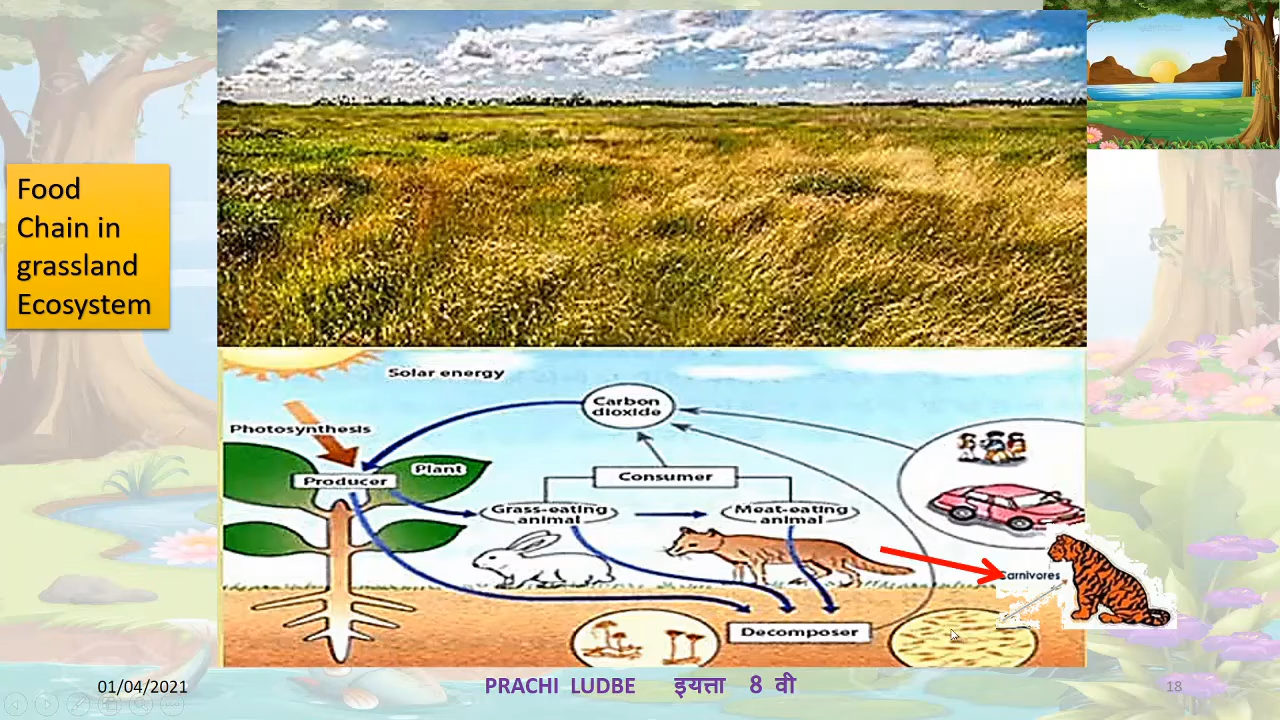 Food
Chain in
grassland
Ecosystem
Solar energy
Carbon
dioxide
Photosynthesis
Plant
Producer
Consumer
Grass-eating
animal
Meat-eating
animal
Carnivores
Decomposer
01/04/2021
PRACHI LUDBE इयत्ता 8 वी
18